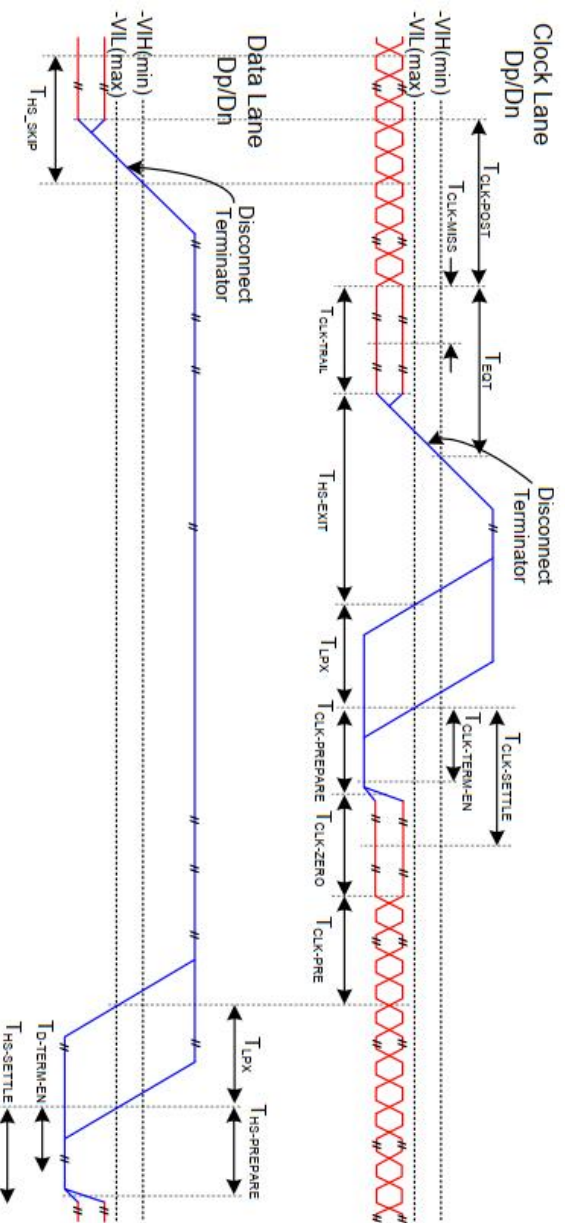 Clock Lane
Dp/Dn
-VIH(min)
-VIL(max)
TCLK-POST
TCLK-MISS
TEOT
TCLK-TRAIL
THS-EXIT
Disconnect
Terminator
TLPX
TCLK-SETTLE
TCLK-TERM-EN
TCLK-PREPARE
TCLK-ZERO
TCLK-PRE
Data Lane
Dp/Dn
-VIH(min)
-VIL(max)
Disconnect
Terminator
THS_SKIP
TLPX
THS-PREPARE
TD-TERM-EN
THS-SETTLE